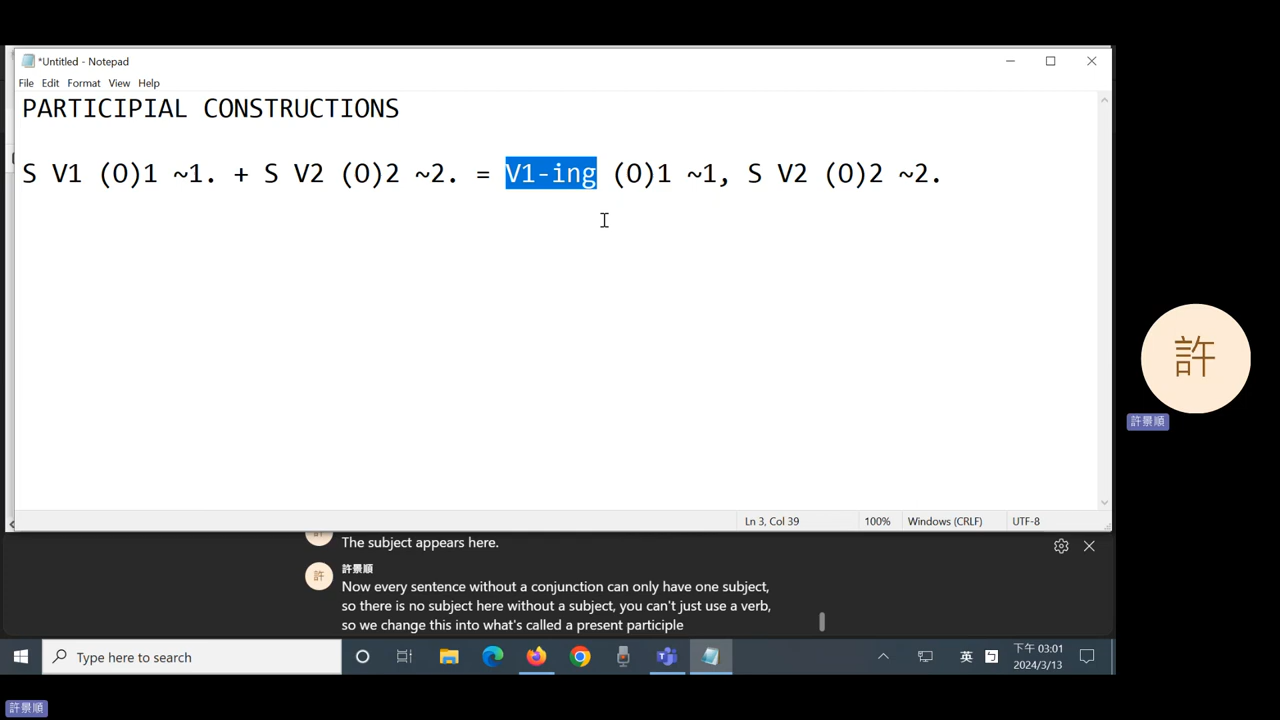 *Untitled - Notepad
File Edit Format View Help
PARTICIPIAL CONSTRUCTIONS
S V1 (O)1 ~1. + S V2 (O)2 ~2. = V1-ing (O)1 ~1, S V2 (O)2 ~2.
許
許景順
Ln 3, Col 39 100% Windows (CRLF) UTF-8
許
The subject appears here.
許景順
許
Now every sentence without a conjunction can only have one subject,
so there is no subject here without a subject, you can't just use a verb,
so we change this into what's called a present participle
Type here to search
英
下午 03:01
2024/3/13
許景順